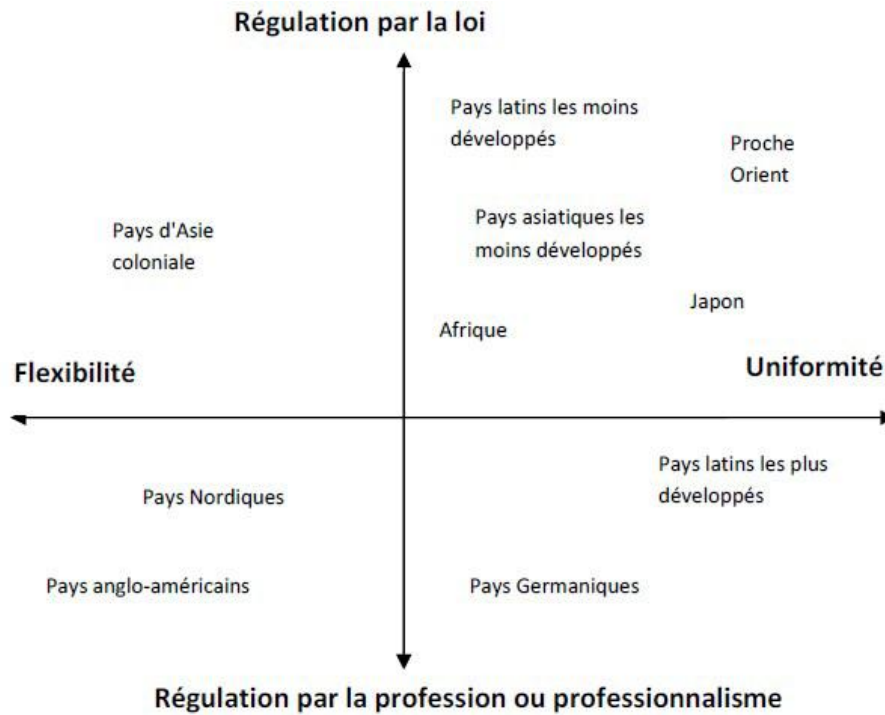 Régulation par la loi
Pays latins les moins
développés
Proche
Orient
Pays d'Asie
coloniale
Pays asiatiques les
moins développés
Japon
Afrique
Flexibilité
Uniformité
Pays latins les plus
développés
Pays Nordiques
Pays anglo-américains
Pays Germaniques
Régulation par la profession ou professionnalisme